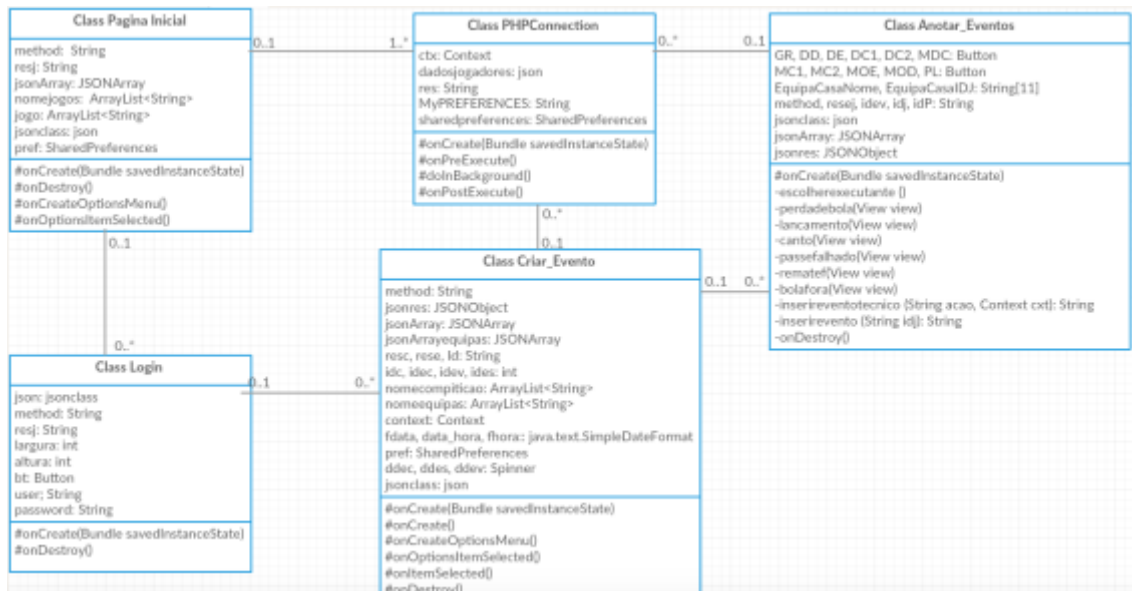 Class Pagina Inicial
method: String
resj: String
jsonArray: JSONArray
nomejogos: ArrayList<String>
jogo: ArrayList<String>
jsonclass: json
pref: SharedPreferences
#onCreate(Bundle savedInstanceState)
#onDestroy()
#onCreateOptionsMenu()
#onOptionsItemSelected()
0..1
1..*
Class PHPConnection
ctx: Context
dadosjogadores: json
res: String
MyPREFERENCES: String
sharedpreferences: SharedPreferences
#onCreate(Bundle savedInstanceState)
#onPreExecute()
#doInBackground()
#onPostExecute()
0..*
0..1
Class Anotar_Eventos
GR, DD, DE, DC1, DC2, MDC: Button
MC1, MC2, MOE, MOD, PL: Button
EquipaCasaNome, EquipaCasaIDJ: String[11]
method, resej, idev, idj, idP: String
jsonclass: json
jsonArray: JSONArray
jsonres: JSONObject
#onCreate(Bundle savedInstanceState)
-escolherexecutante ()
-perdadebola(View view)
-lancamento(View view)
-canto(View view)
-passefalhado(View view)
-rematef(View view)
-bolafora(View view)
-inserireventotecnico (String acao, Context cxt): String
-inserirevento (String idj): String
-onDestroy()
0..1
0..*
0..*
0..1
Class Criar_Evento
method: String
jsonres: JSONObject
jsonArray: JSONArray
jsonArrayequipas: JSONArray
resc, rese, Id: String
idc, idec, idev, ides: int
nomecompiticao: ArrayList<String>
nomeequipas: ArrayList<String>
context: Context
fdata, data_hora, fhora:: java.text.SimpleDateFormat
pref: SharedPreferences
ddec, ddes, ddev: Spinner
jsonclass: json
#onCreate(Bundle savedInstanceState)
#onCreate()
#onCreateOptionsMenu()
#onOptionsItemSelected()
#onItemSelected()
#onDestroy()
0..1
0..*
Class Login
json: jsonclass
method: String
resj: String
largura: int
altura: int
bt: Button
user; String
password: String
#onCreate(Bundle savedInstanceState)
#onDestroy()
0..1
0..*